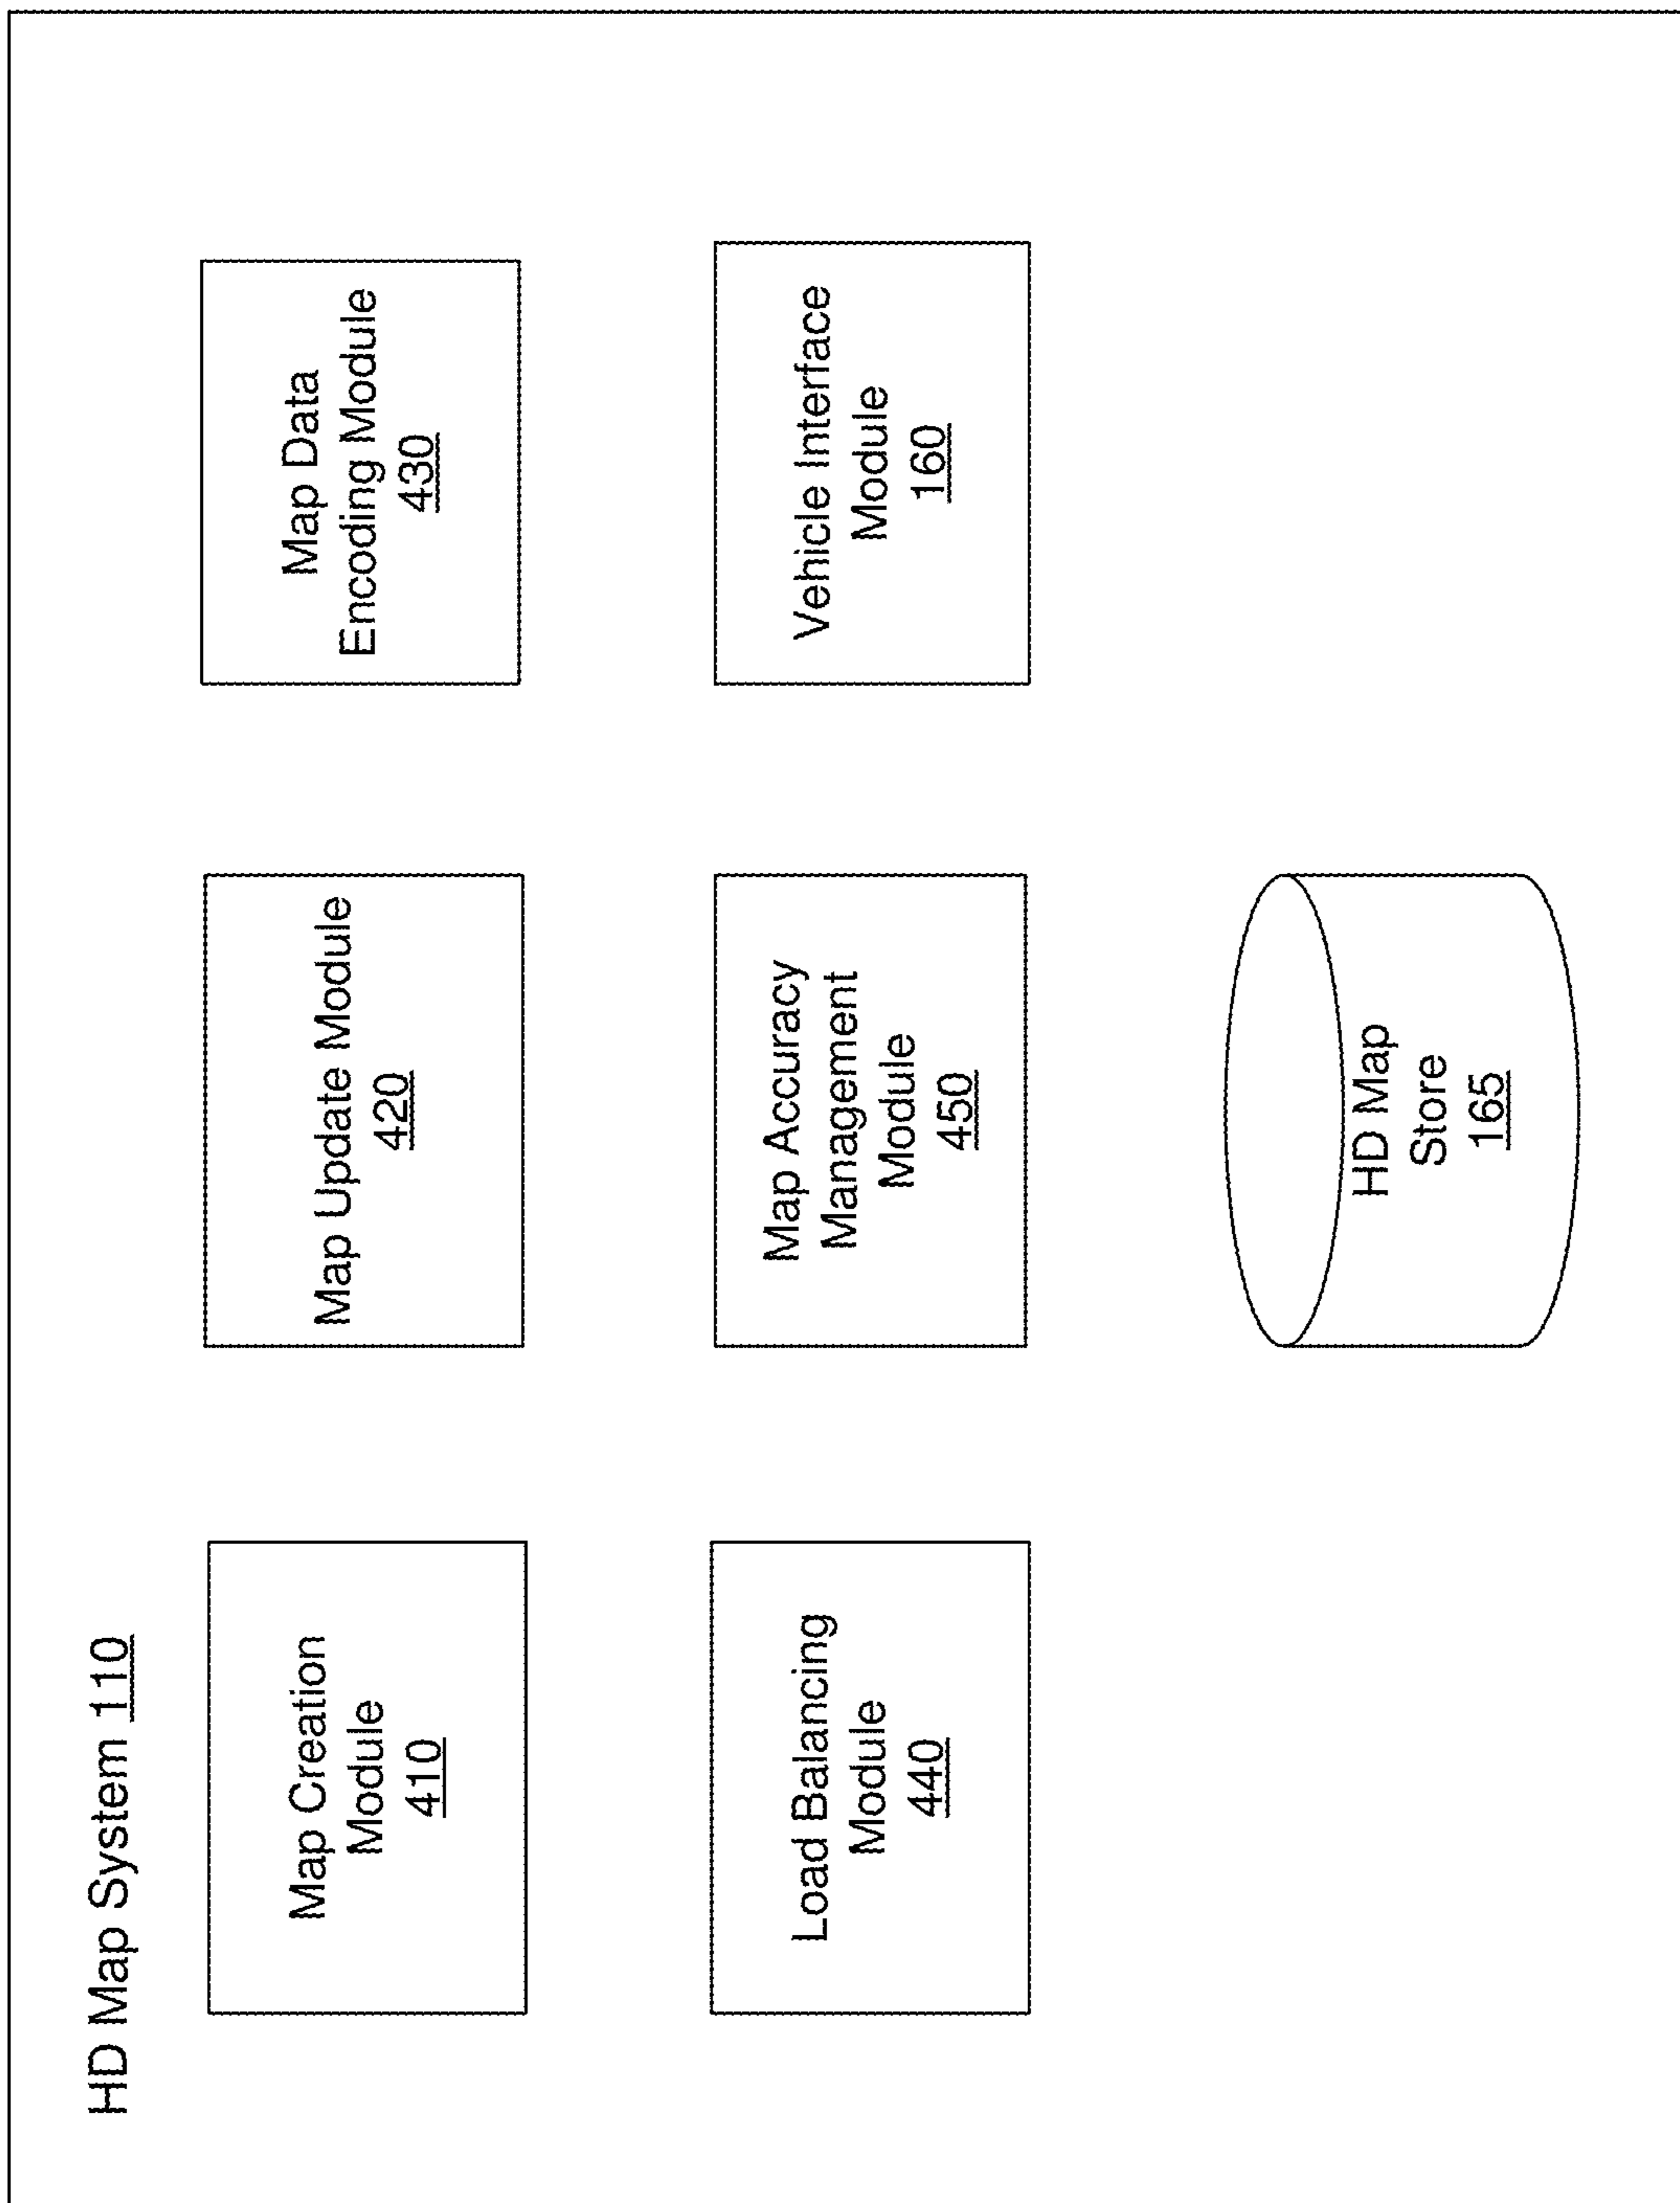 HD Map System 110
Map Creation
Module
410
Map Update Module
420
Map Data
Encoding Module
430
Load Balancing
Module
440
Map Accuracy
Management
Module
450
Vehicle Interface
Module
160
HD Map
Store
165